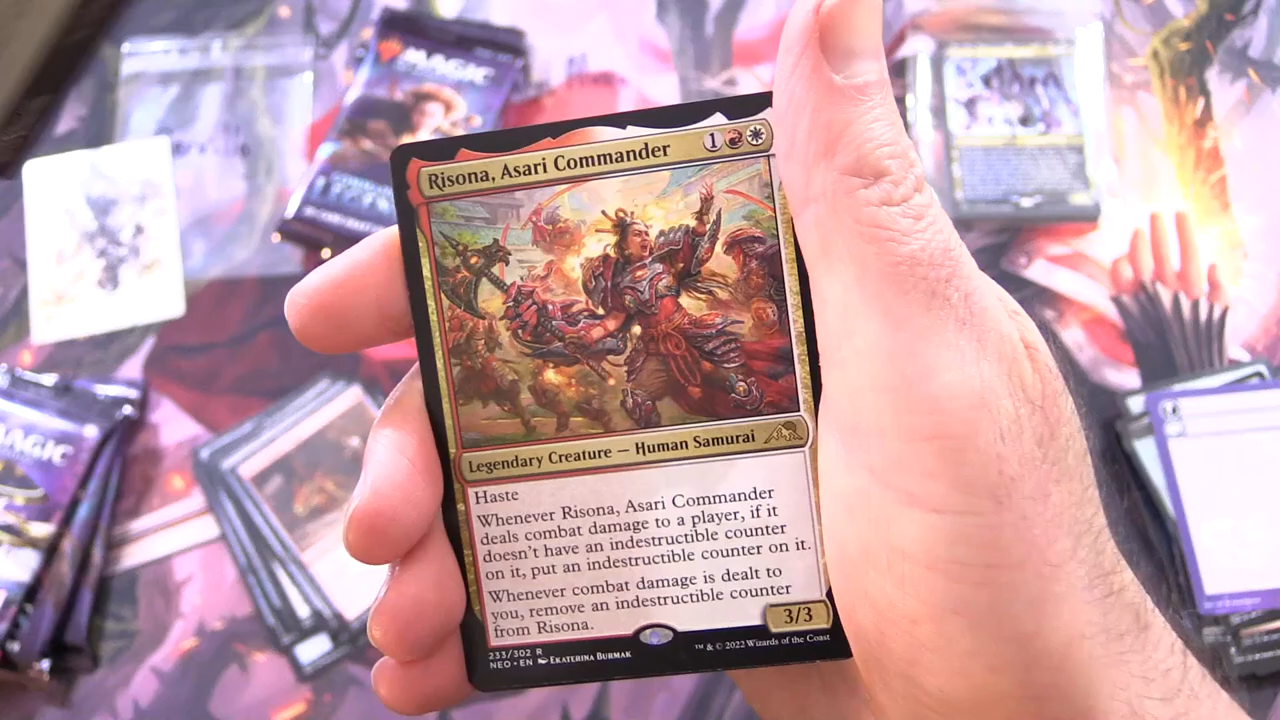 MAGIC
Risona, Asari Commander 1
Legendary Creature — Human Samurai
Haste
Whenever Risona, Asari Commander
deals combat damage to a player, if it
doesn't have an indestructible counter
on it, put an indestructible counter on it.
Whenever combat damage is dealt to
you, remove an indestructible counter
from Risona.
3/3
233/302 R
NEO • EN EKATERINA BURMAK
™ & © 2022 Wizards of the Coast
MAGIC